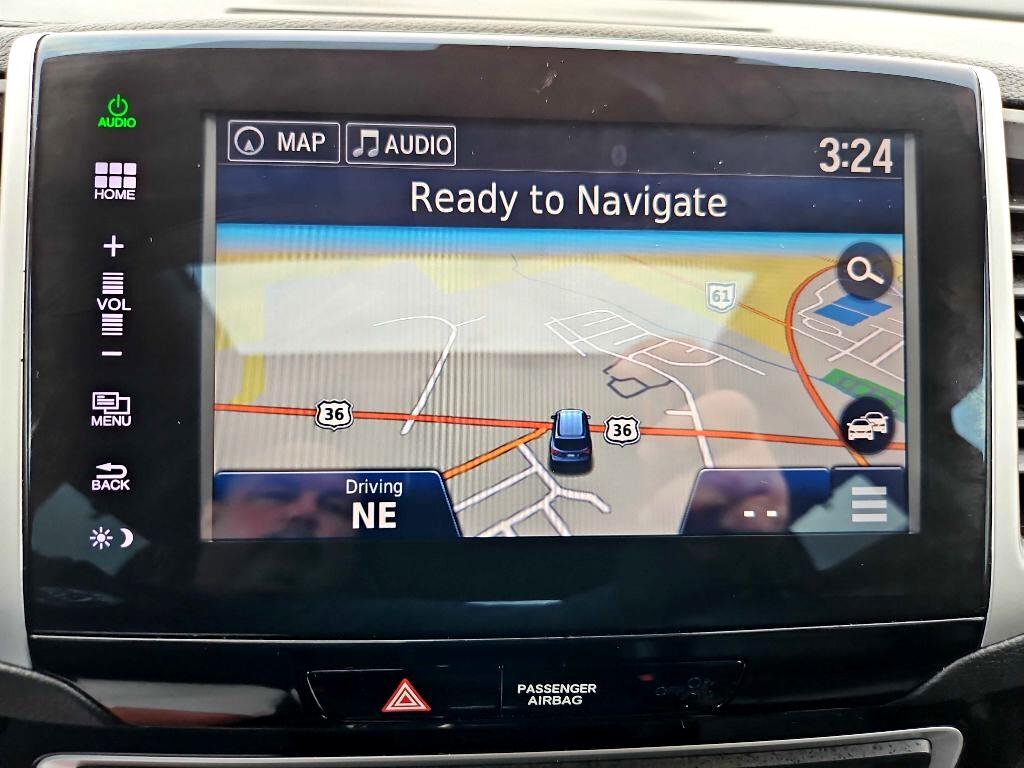 AUDIO
HOME
+
VOL
−
MENU
BACK
MAP
AUDIO
3:24
Ready to Navigate
61
36
36
Driving
NE
- -
PASSENGER
AIRBAG